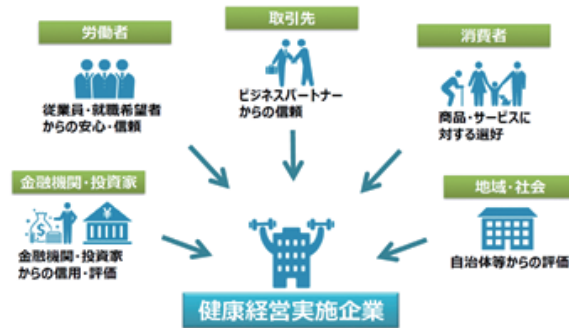 労働者
従業員・就職希望者
からの安心・信頼
取引先
ビジネスパートナー
からの信頼
消費者
商品・サービスに
対する選好
金融機関・投資家
$
¥
金融機関・投資家
からの信用・評価
地域・社会
自治体等からの評価
健康経営実施企業